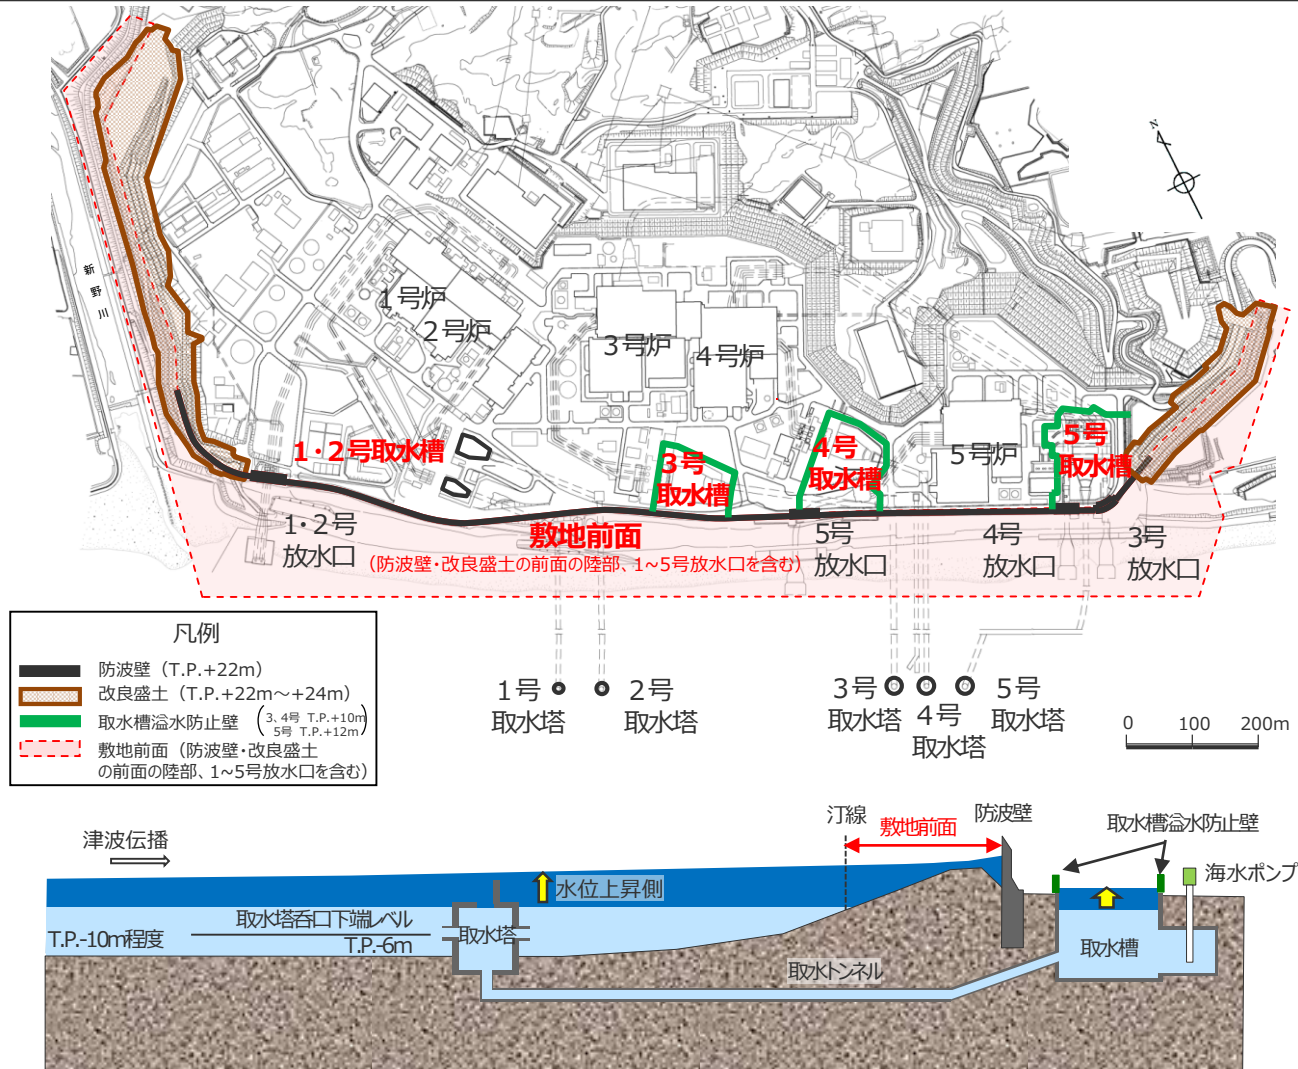 N
新野川
1号炉
2号炉
3号炉
4号炉
5号炉
1・2号取水槽
3号
取水槽
4号
取水槽
5号
取水槽
敷地前面
(防波壁・改良盛土の前面の陸部、1~5号放水口を含む)
1・2号
放水口
5号
放水口
4号
放水口
3号
放水口
1号
取水塔
2号
取水塔
3号
取水塔
4号
取水塔
5号
0 100 200m
凡例
防波壁（T.P.+22m）
改良盛土（T.P.+22m～+24m）
取水槽溢水防止壁
(3、4号 T.P.+10m
5号 T.P.+12m)
敷地前面（防波壁・改良盛土
の前面の陸部、1~5号放水口を含む）
津波伝播
汀線
敷地前面
防波壁
取水槽溢水防止壁
海水ポンプ
水位上昇側
取水塔呑口下端レベル
T.P.-10m程度
T.P.-6m
取水塔
取水槽
取水トンネル